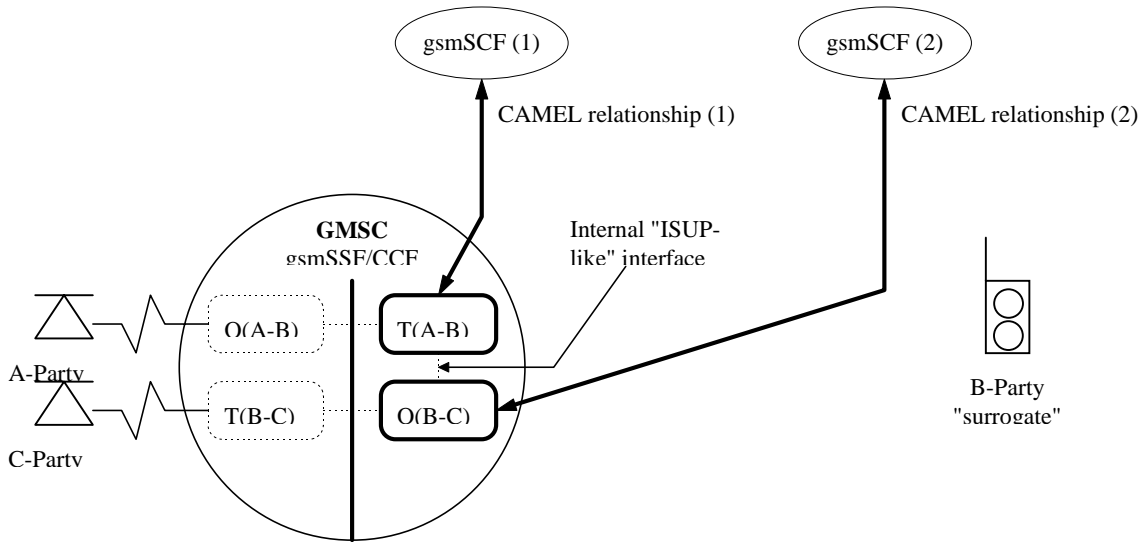 gsmSCF (1)
gsmSCF (2)
CAMEL relationship (1)
CAMEL relationship (2)
GMSC
gsmSSF/CCF
Internal "ISUP-
like" interface
O(A-B)
T(A-B)
A-Party
T(B-C)
O(B-C)
C-Party
B-Party
"surrogate"